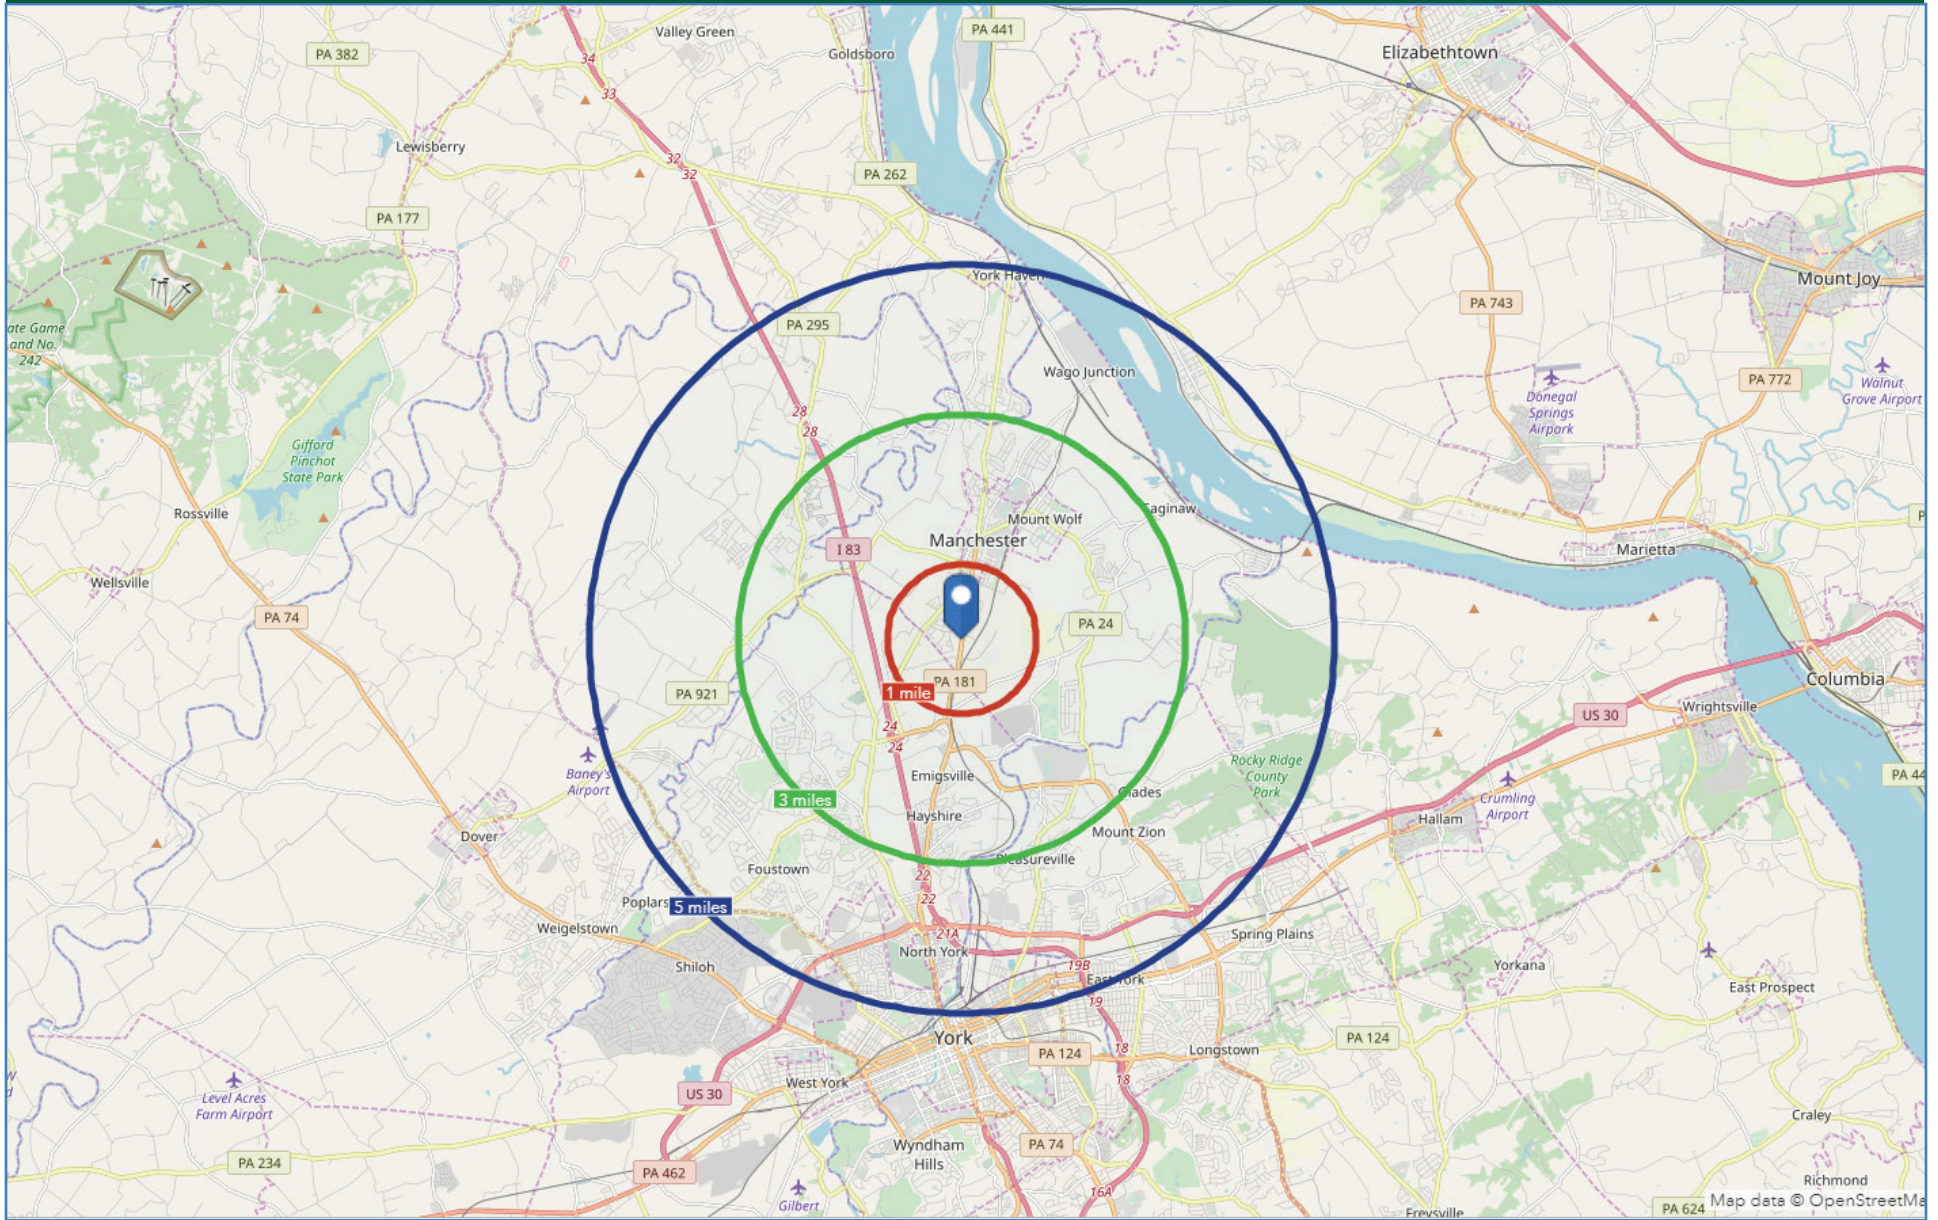 Valley Green
PA 441
PA 382
Goldsboro
Elizabethtown
34
33
Lewisberry
32
32
PA 262
PA 177
York Haven
Mount Joy
PA 743
PA 295
ate Game
and No.
242
Wago Junction
PA 772
Walnut
Grove Airport
Donegal
Springs
Airpark
28
28
Gifford
Pinchot
State Park
Rossville
Mount Wolf
Saginaw
Manchester
I 83
Marietta
Wellsville
PA 74
PA 24
PA 181
1 mile
PA 921
Columbia
Wrightsville
US 30
24
24
Emigsville
Baney's
Airport
Rocky Ridge
County
Park
PA 44
3 miles
Glades
Crumling
Airport
Hayshire
Hallam
Dover
Mount Zion
Pleasureville
Foustown
22
22
Poplars
5 miles
Weigelstown
21A
North York
Spring Plains
Shiloh
19B
East York
Yorkana
East Prospect
19
York
PA 124
PA 124
18
Longstown
18
West York
US 30
Level Acres
Farm Airport
Craley
Wyndham
Hills
PA 74
PA 234
PA 462
Richmond
16A
Gilbert
PA 624
Map data © OpenStreetMa
Freysville